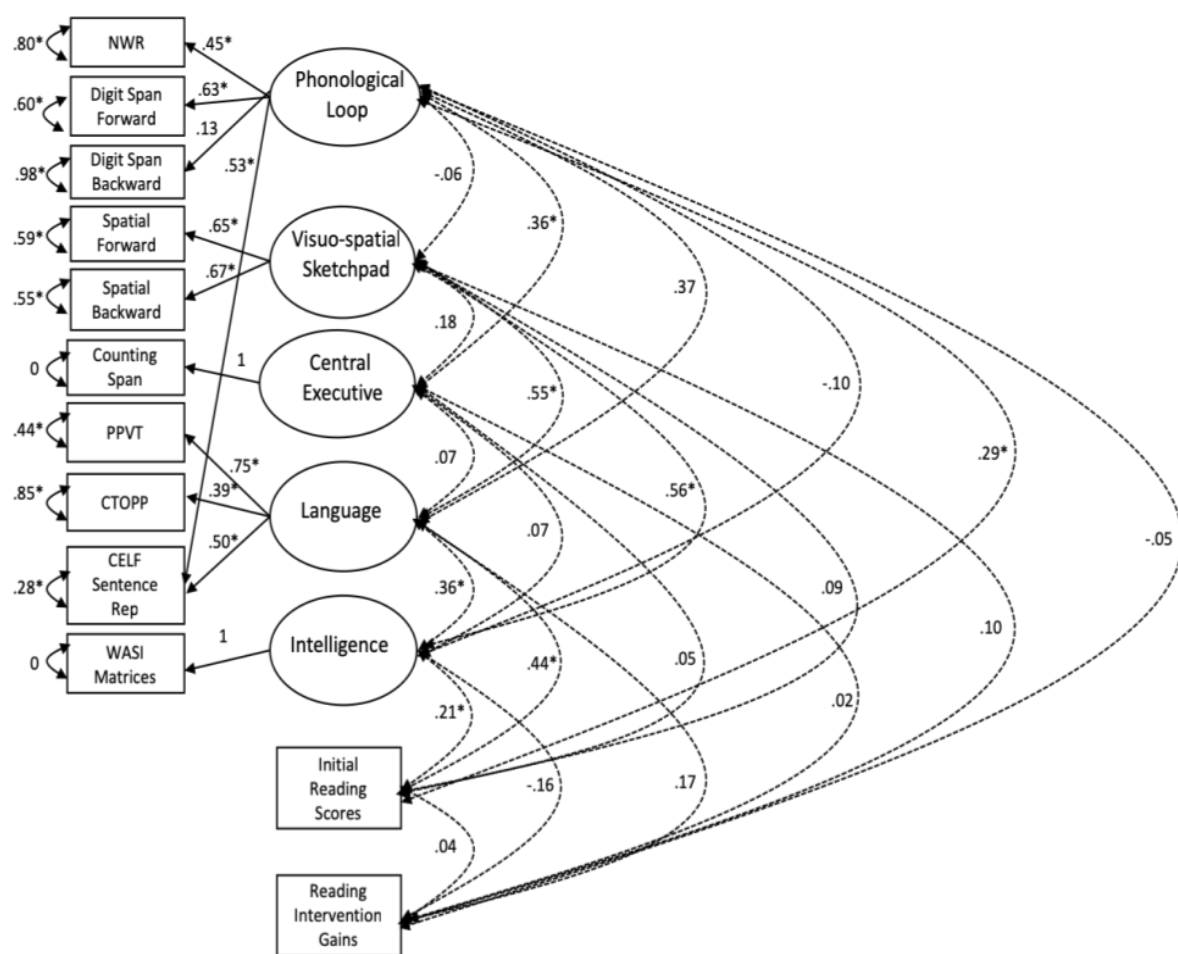 .80*
NWR
.45*
Phonological
Loop
.60*
Digit Span
Forward
.63*
.13
.98*
Digit Span
Backward
.53*
-.06
.36*
.59*
Spatial
Forward
.65*
Visuo-spatial
Sketchpad
.37
.55*
Spatial
Backward
.67*
.18
0
Counting
Span
1
Central
Executive
-.10
.55*
.44*
PPVT
.75*
.07
.29*
.56*
.85*
CTOPP
.39*
Language
.07
-.05
.50*
.28*
CELF
Sentence
Rep
.36*
.09
.10
0
WASI
Matrices
1
Intelligence
.44*
.05
.02
.21*
Initial
Reading
Scores
-.16
.17
.04
Reading
Intervention
Gains